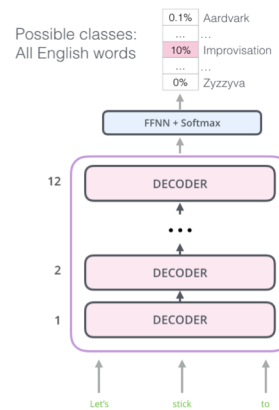 Possible classes:
All English words
0.1% Aardvark
... ...
10% Improvisation
... ...
0% Zyzzyva
FFNN + Softmax
12 DECODER
...
2 DECODER
1 DECODER
Let's stick to